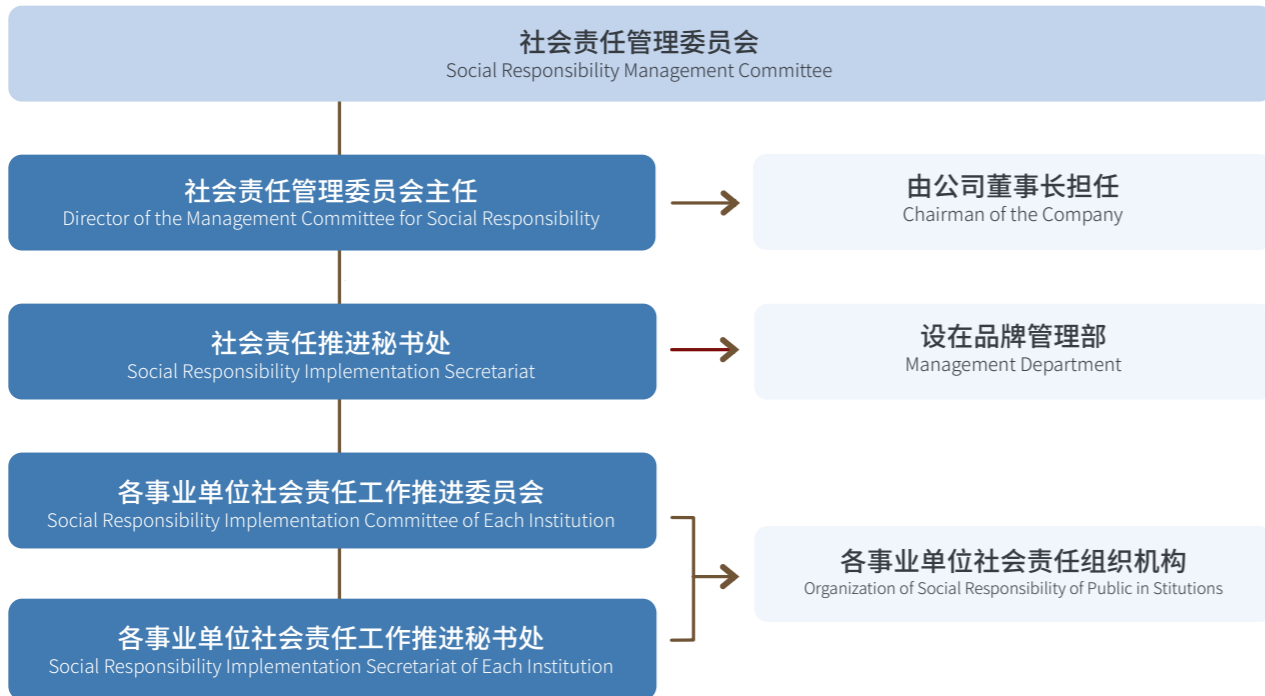 社会责任管理委员会
Social Responsibility Management Committee
社会责任管理委员会主任
Director of the Management Committee for Social Responsibility
由公司董事长担任
Chairman of the Company
社会责任推进秘书处
Social Responsibility Implementation Secretariat
设在品牌管理部
Management Department
各事业单位社会责任工作推进委员会
Social Responsibility Implementation Committee of Each Institution
各事业单位社会责任组织机构
Organization of Social Responsibility of Public in Stitutions
各事业单位社会责任工作推进秘书处
Social Responsibility Implementation Secretariat of Each Institution